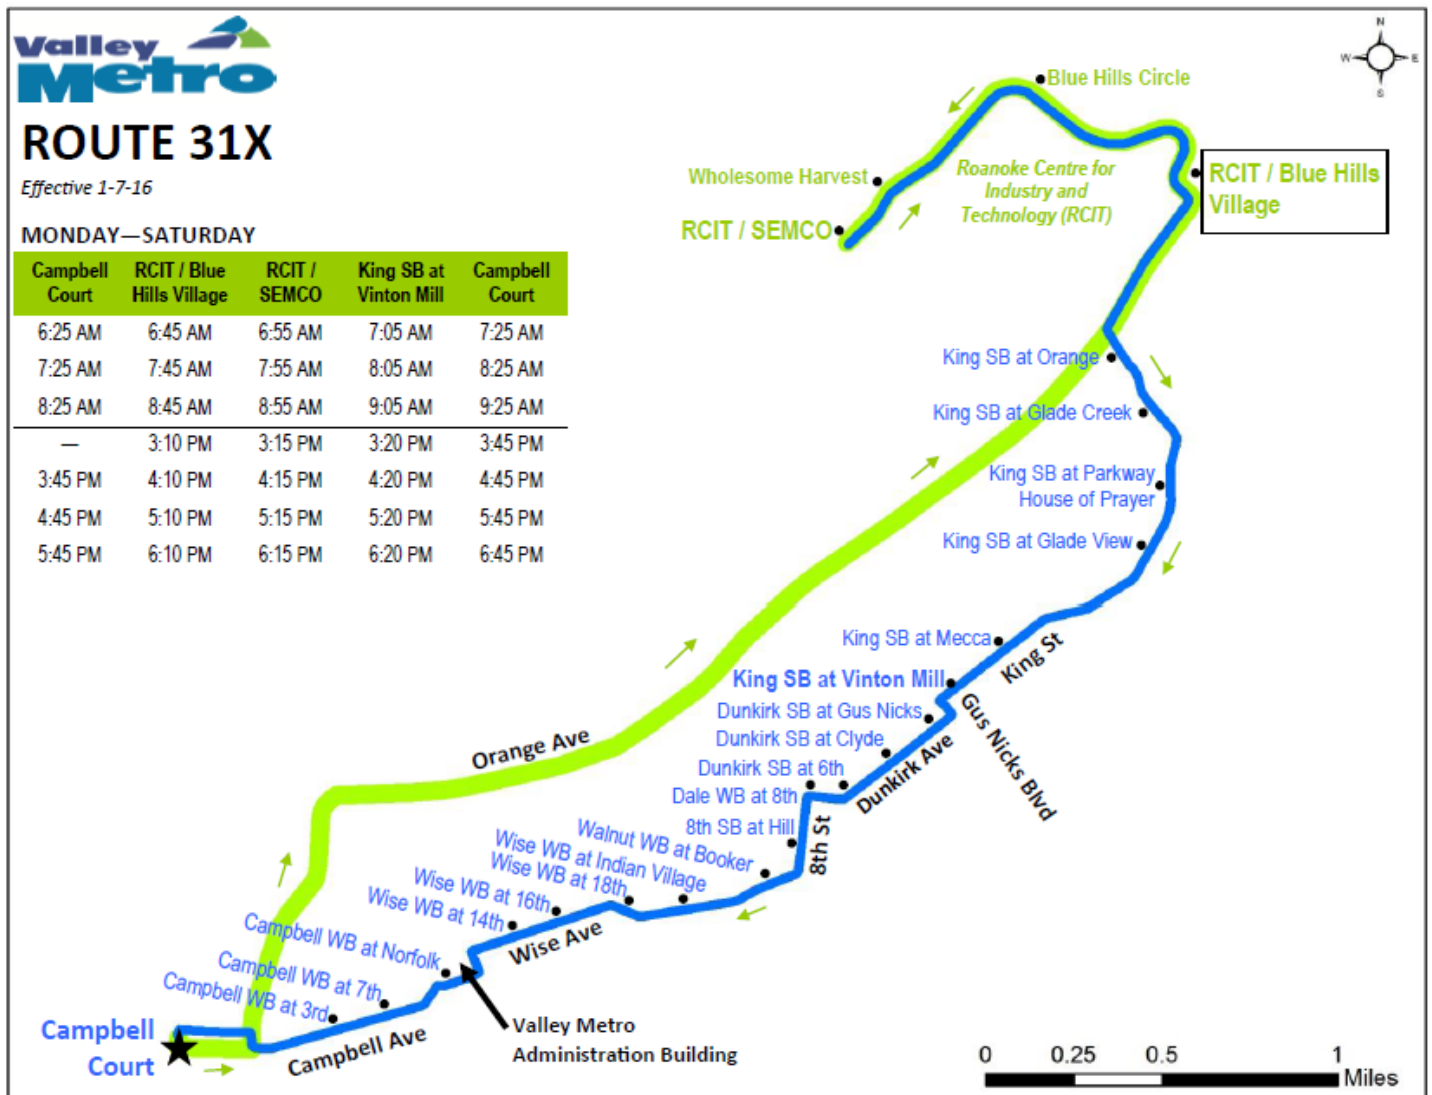 Valley
Metro
ROUTE 31X
Effective 1-7-16
MONDAY—SATURDAY
Campbell Court RCIT / Blue Hills Village RCIT / SEMCO King SB at Vinton Mill Campbell Court
6:25 AM 6:45 AM 6:55 AM 7:05 AM 7:25 AM
7:25 AM 7:45 AM 7:55 AM 8:05 AM 8:25 AM
8:25 AM 8:45 AM 8:55 AM 9:05 AM 9:25 AM
— 3:10 PM 3:15 PM 3:20 PM 3:45 PM
3:45 PM 4:10 PM 4:15 PM 4:20 PM 4:45 PM
4:45 PM 5:10 PM 5:15 PM 5:20 PM 5:45 PM
5:45 PM 6:10 PM 6:15 PM 6:20 PM 6:45 PM
N
W E
S
Blue Hills Circle
Wholesome Harvest
RCIT / SEMCO
Roanoke Centre for
Industry and
Technology (RCIT)
RCIT / Blue Hills
Village
King SB at Orange
King SB at Glade Creek
King SB at Parkway
House of Prayer
King SB at Glade View
King SB at Mecca
King St
King SB at Vinton Mill
Gus Nicks Blvd
Dunkirk SB at Gus Nicks
Dunkirk SB at Clyde
Dunkirk Ave
Dunkirk SB at 6th
Dale WB at 8th
8th SB at Hill
8th St
Orange Ave
Walnut WB at Booker
Wise WB at Indian Village
Wise WB at 18th
Wise WB at 16th
Wise WB at 14th
Wise Ave
Campbell WB at Norfolk
Campbell WB at 7th
Campbell WB at 3rd
Campbell Ave
Campbell
Court
Valley Metro
Administration Building
0 0.25 0.5 1
Miles